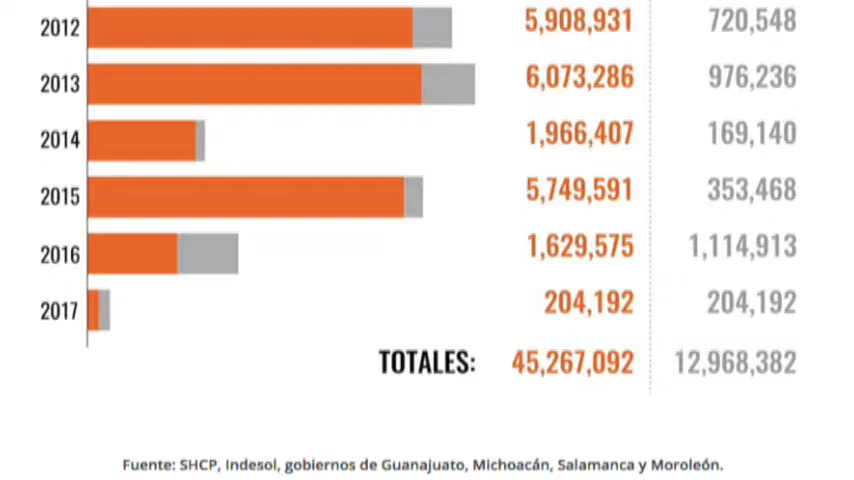 2012 5,908,931 720,548
2013 6,073,286 976,236
2014 1,966,407 169,140
2015 5,749,591 353,468
2016 1,629,575 1,114,913
2017 204,192 204,192
TOTALES: 45,267,092 12,968,382
Fuente: SHCP, Indesol, gobiernos de Guanajuato, Michoacán, Salamanca y Moroleón.